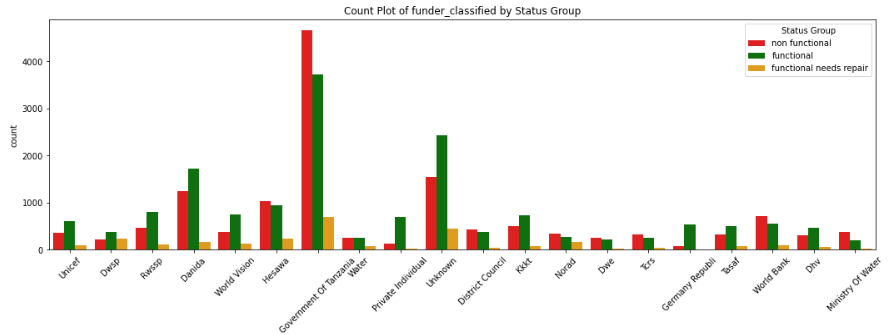 Count Plot of funder_classified by Status Group
Status Group
non functional
functional
functional needs repair
count
4000
3000
2000
1000
0
Unicef
Dwsp
Rwssp
Danida
World Vision
Hesawa
Government Of Tanzania
Water
Private Individual
Unknown
District Council
Kkkt
Norad
Dwe
Tcrs
Germany Republi
Tasaf
World Bank
Dhv
Ministry Of Water